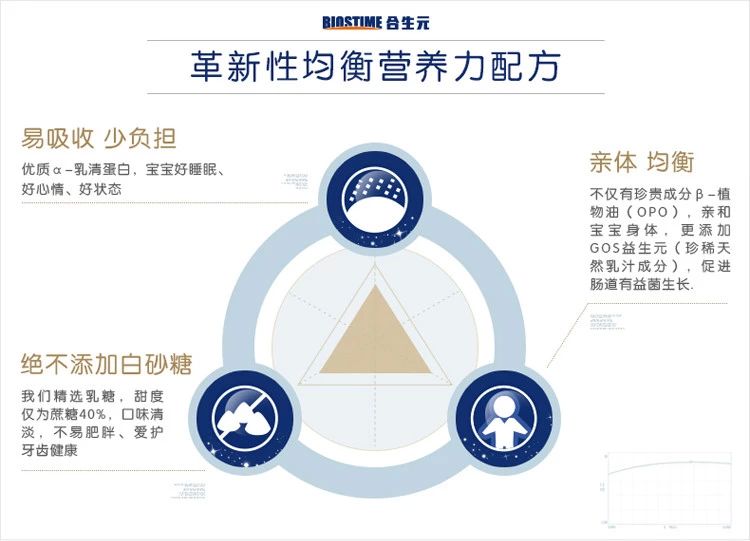 BIOSTIME 合生元
革新性均衡营养力配方
易吸收 少负担
优质α-乳清蛋白，宝宝好睡眠、
好心情、好状态
亲体 均衡
不仅有珍贵成分β-植
物油（OPO），亲和
宝宝身体，更添加
GOS益生元（珍稀天
然乳汁成分），促进
肠道有益菌生长.
绝不添加白砂糖
我们精选乳糖，甜度
仅为蔗糖40%，口味清
淡，不易肥胖、爱护
牙齿健康